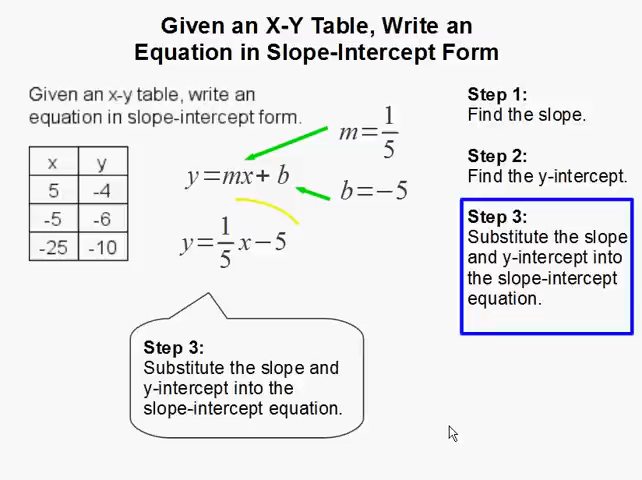 Given an X-Y Table, Write an
Equation in Slope-Intercept Form
Given an x-y table, write an
equation in slope-intercept form.
x y
5 -4
-5 -6
-25 -10
m=1/5
y=mx+b
b=−5
y=1/5x−5
Step 3:
Substitute the slope and
y-intercept into the
slope-intercept equation.
Step 1:
Find the slope.
Step 2:
Find the y-intercept.
Step 3:
Substitute the slope
and y-intercept into
the slope-intercept
equation.